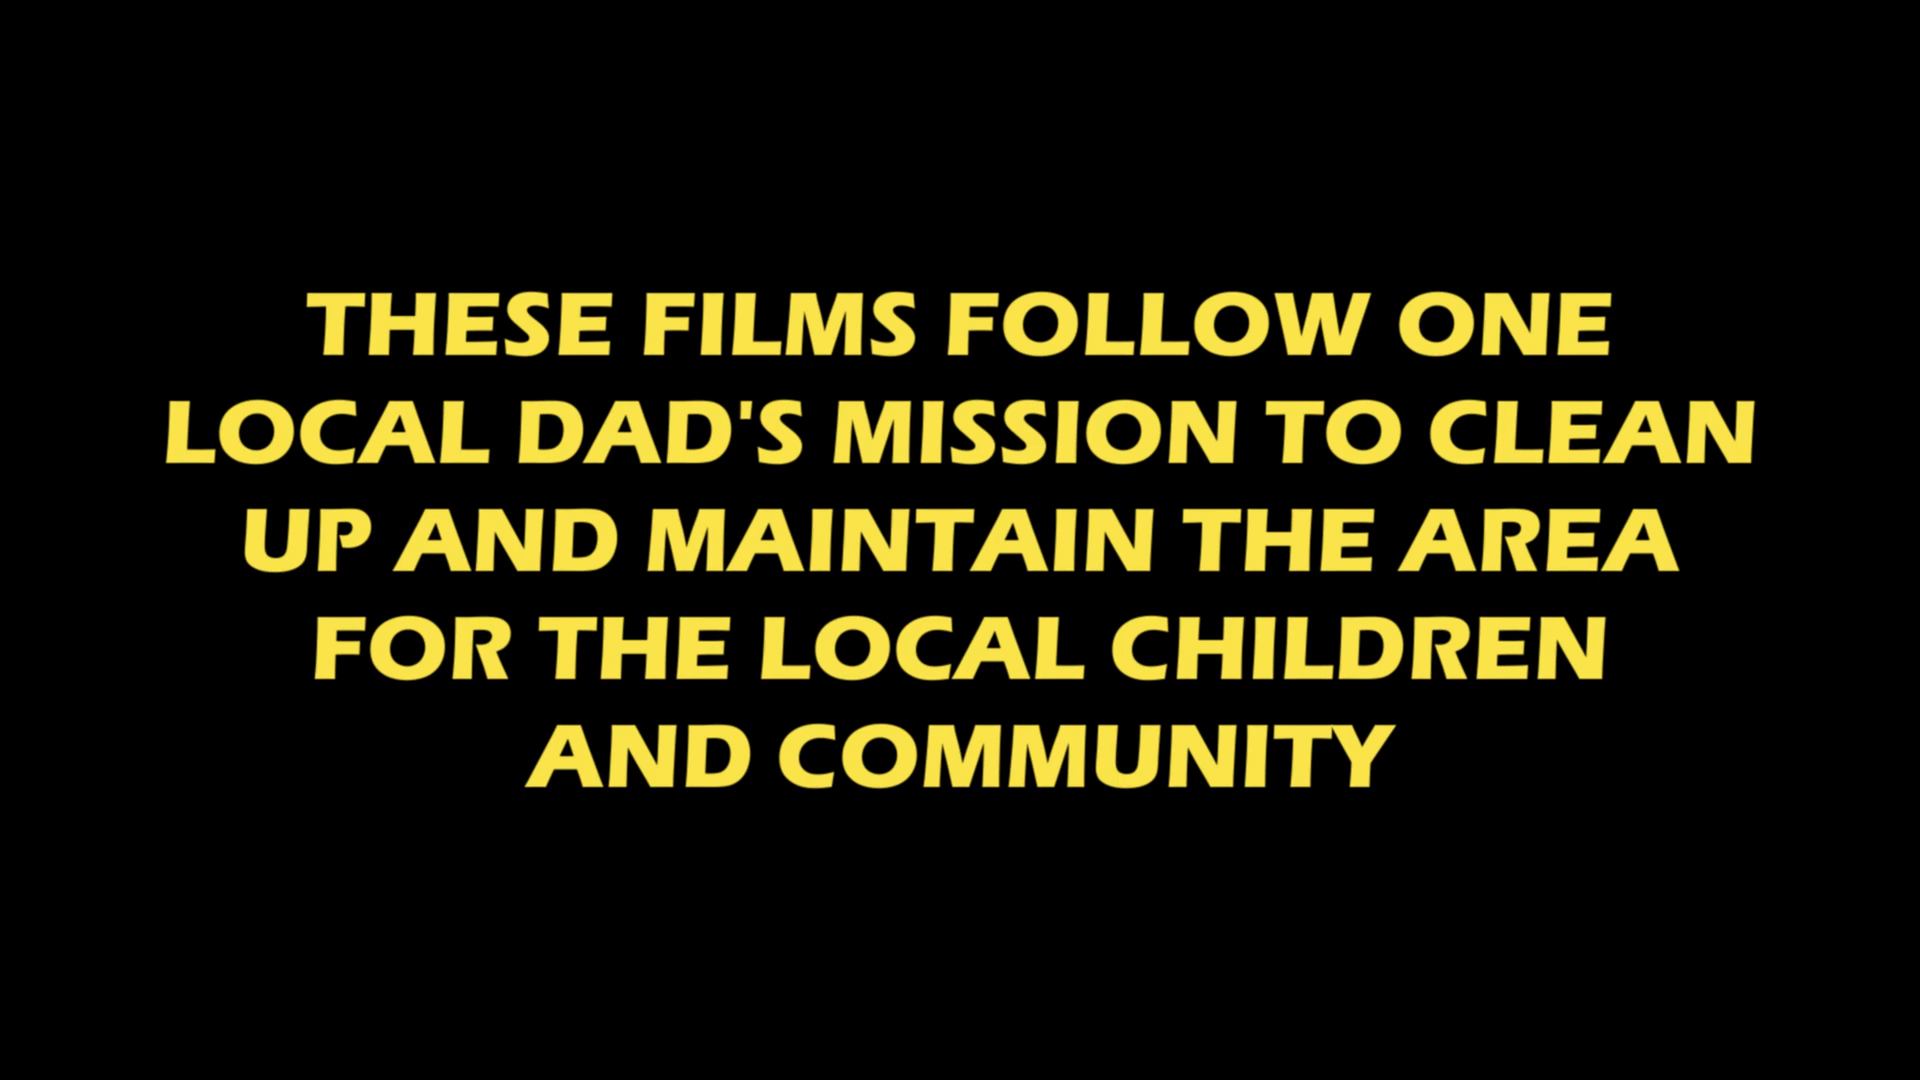 THESE FILMS FOLLOW ONE
LOCAL DAD'S MISSION TO CLEAN
UP AND MAINTAIN THE AREA
FOR THE LOCAL CHILDREN
AND COMMUNITY